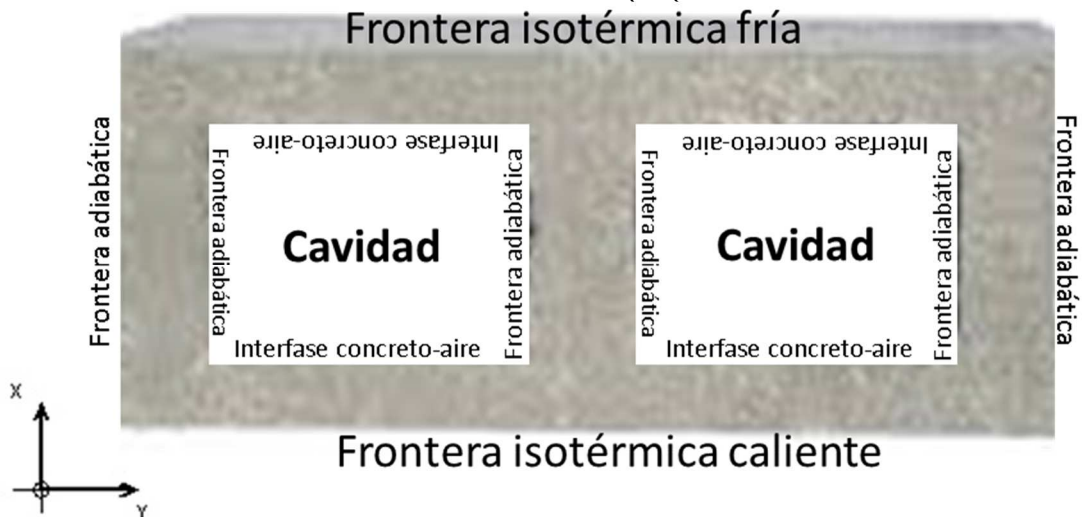 Frontera isotérmica fría
Frontera adiabática
Interfase concreto-aire
Frontera adiabática
Cavidad
Frontera adiabática
Interfase concreto-aire
Interfase concreto-aire
Frontera adiabática
Cavidad
Frontera adiabática
Interfase concreto-aire
Frontera adiabática
X
Y
Frontera isotérmica caliente